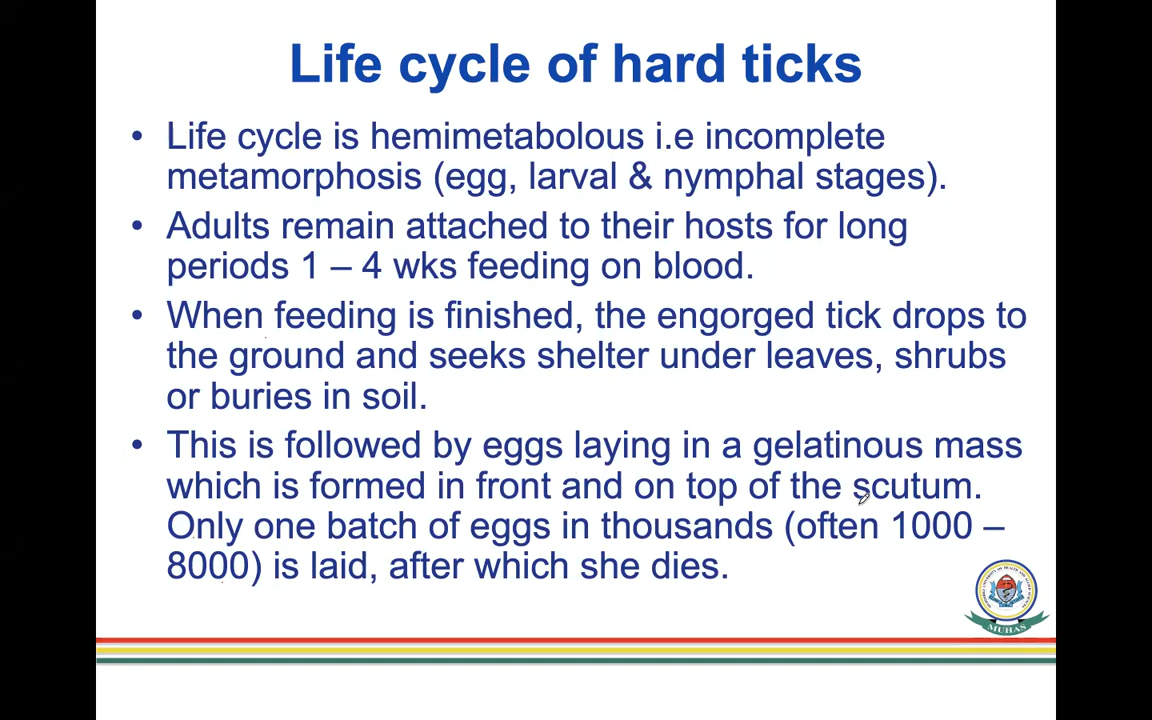 Life cycle of hard ticks
• Life cycle is hemimetabolous i.e incomplete
metamorphosis (egg, larval & nymphal stages).
• Adults remain attached to their hosts for long
periods 1 – 4 wks feeding on blood.
• When feeding is finished, the engorged tick drops to
the ground and seeks shelter under leaves, shrubs
or buries in soil.
• This is followed by eggs laying in a gelatinous mass
which is formed in front and on top of the scutum.
Only one batch of eggs in thousands (often 1000 –
8000) is laid, after which she dies.
MUHAS